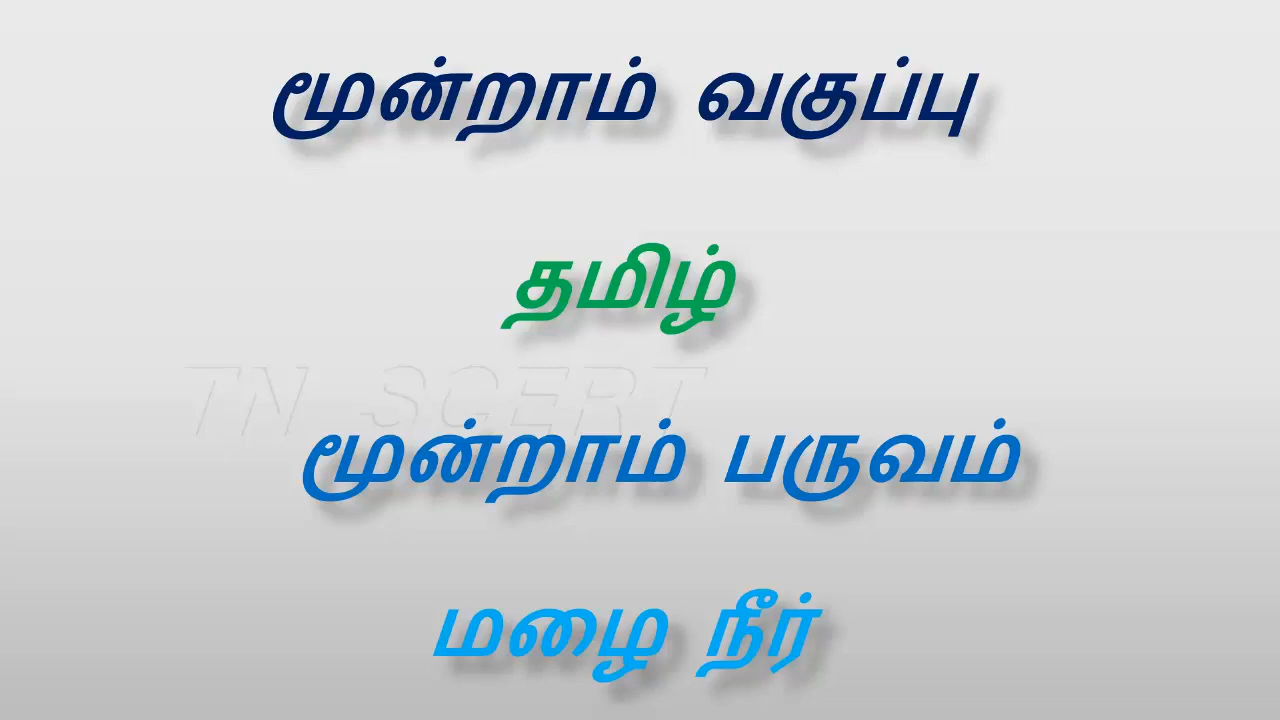 மூன்றாம் வகுப்பு
தமிழ்
TN SCERT
மூன்றாம் பருவம்
மழை நீர்